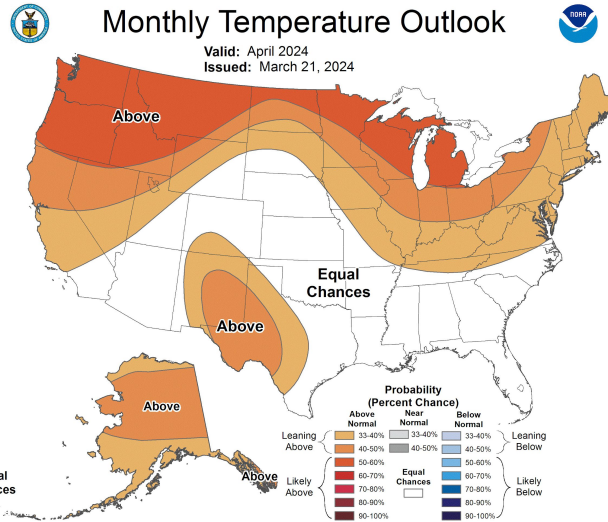 Monthly Temperature Outlook
NOAA
Valid: April 2024
Issued: March 21, 2024
Above
Equal
Chances
Above
Above
Above
Probability
(Percent Chance)
Above
Normal
Near
Normal
Below
Normal
Leaning
Above
33-40%
33-40%
33-40%
Leaning
Below
40-50%
40-50%
40-50%
Likely
Above
50-60%
50-60%
Likely
Below
60-70%
Equal
Chances
60-70%
70-80%
70-80%
80-90%
80-90%
90-100%
90-100%
al
ces